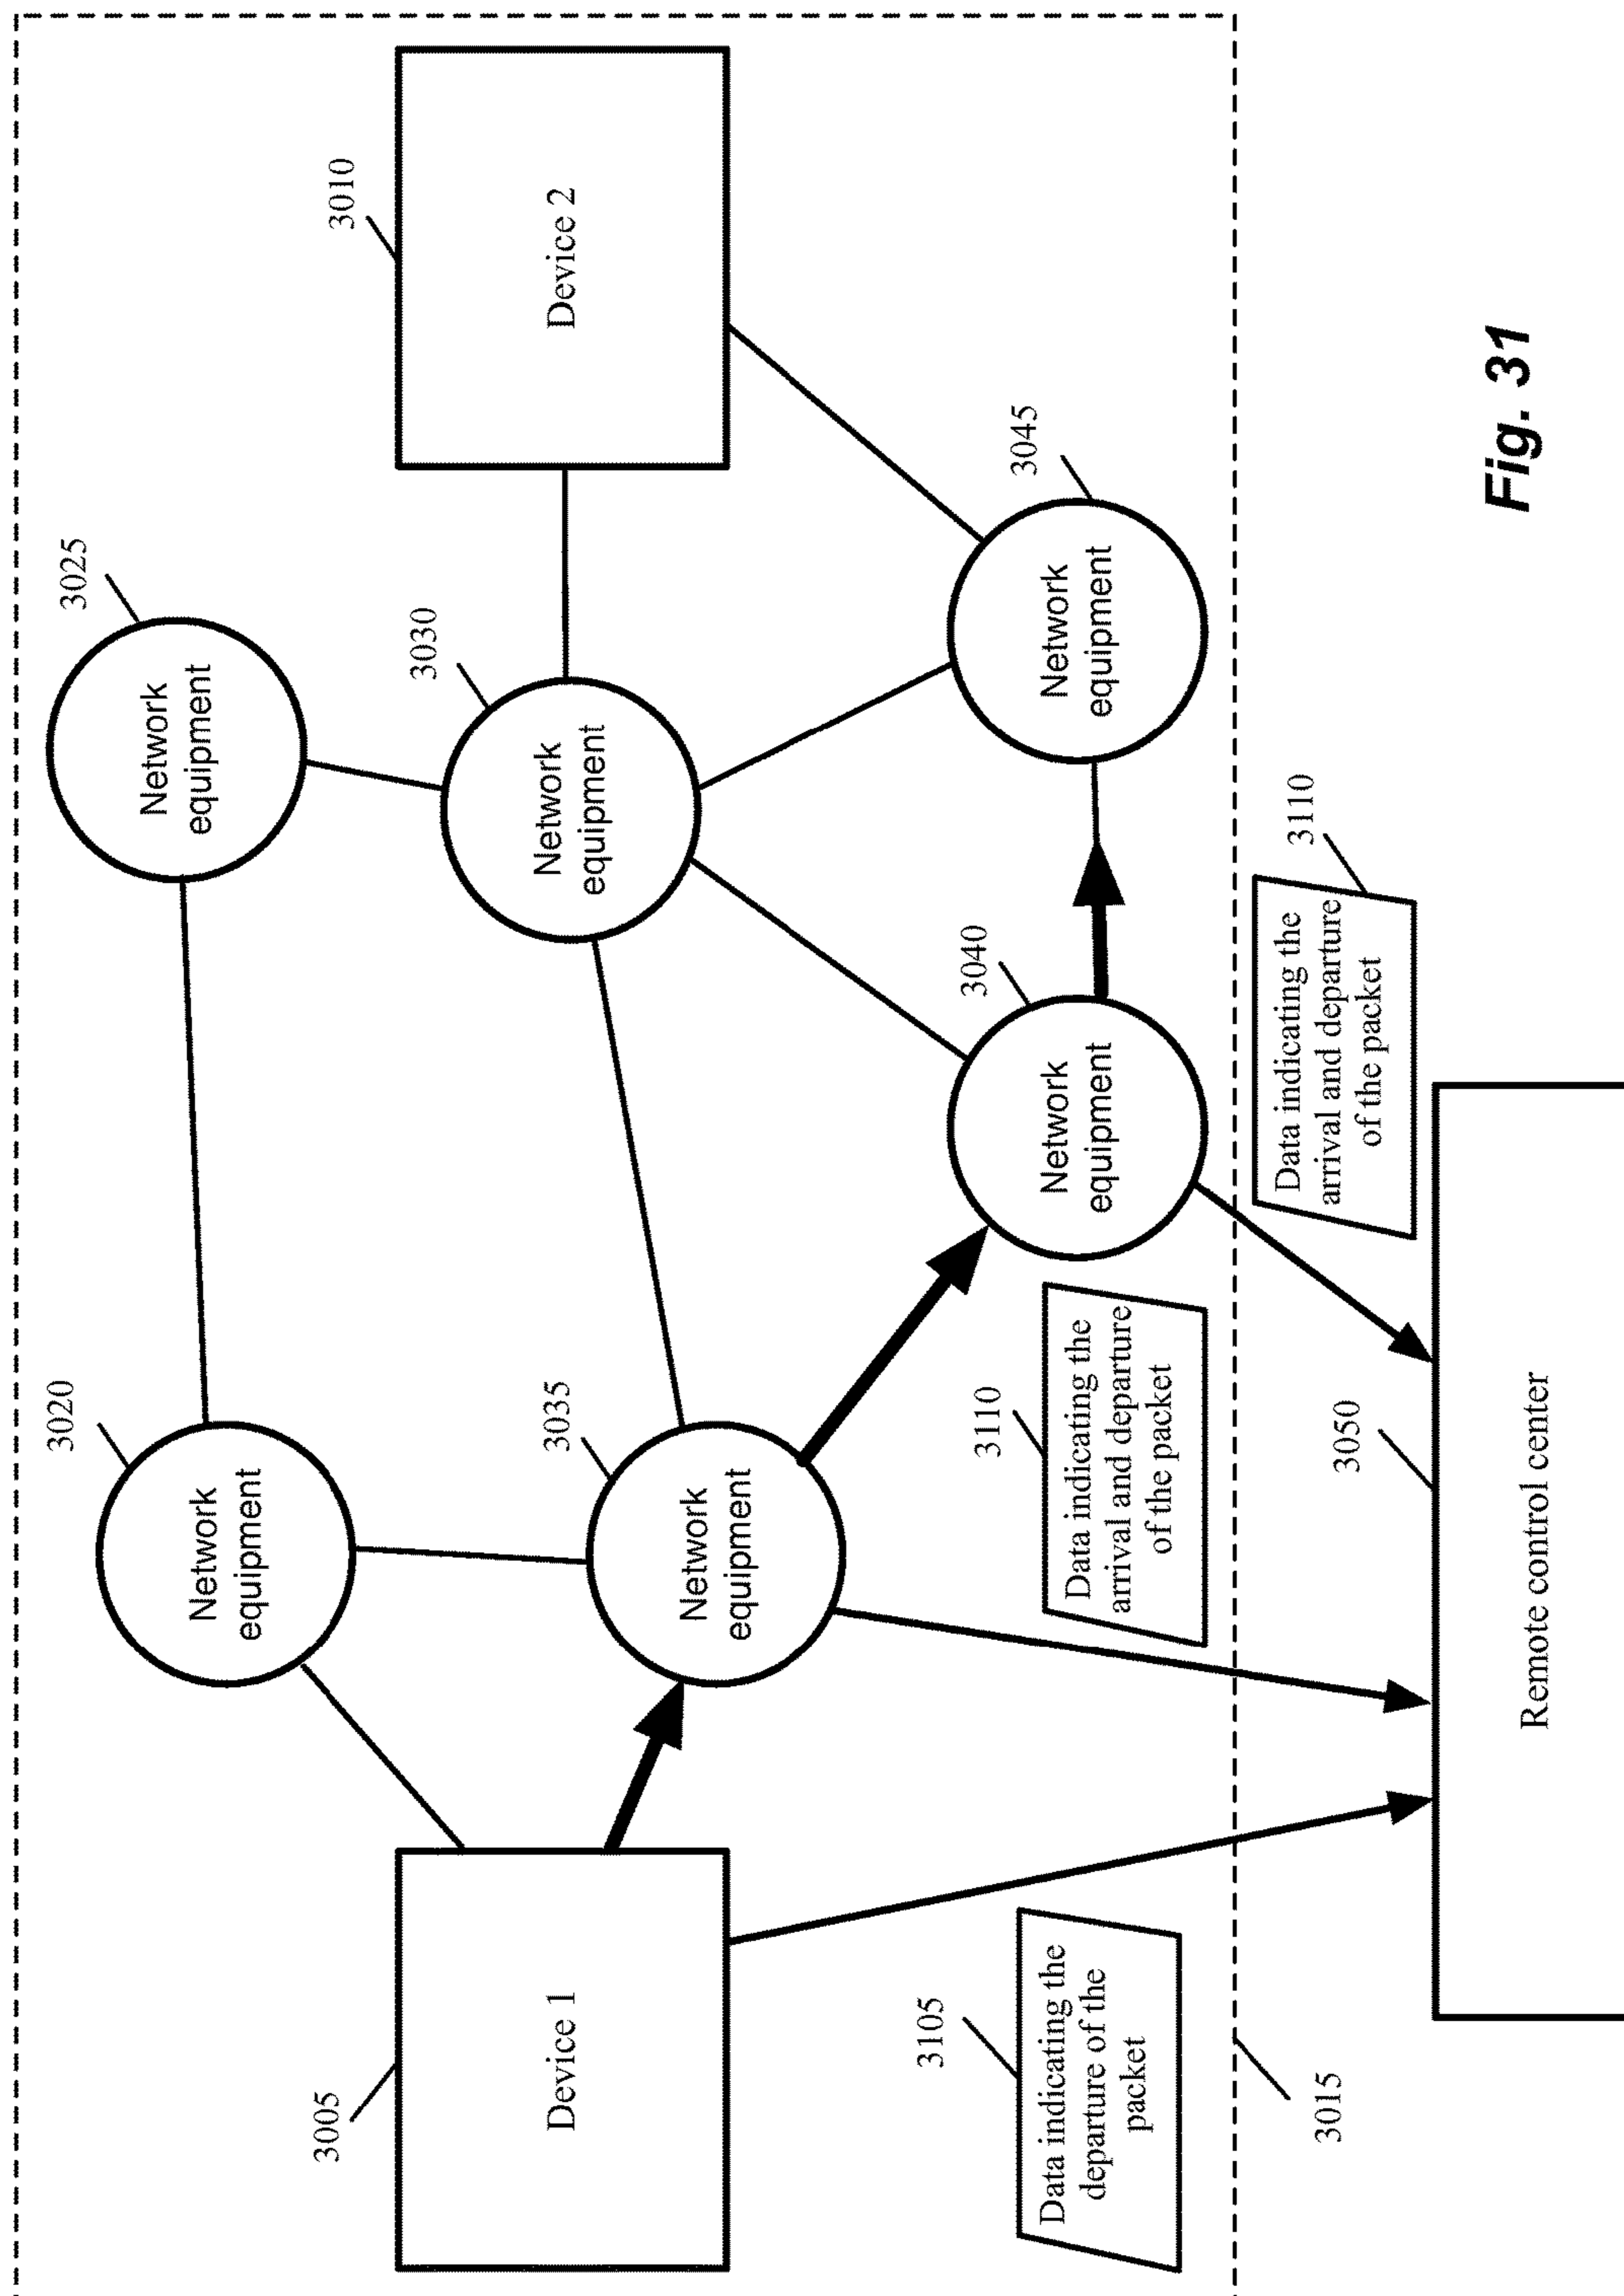 3020
3025
Network
equipment
Network
equipment
3010
3005
Device 1
3035
Network
equipment
3030
Network
equipment
Device 2
3105
Data indicating the
departure of the
packet
3110
Data indicating the
arrival and departure
of the packet
3040
Network
equipment
3045
Network
equipment
3015
3050
3110
Data indicating the
arrival and departure
of the packet
Remote control center
Fig. 31